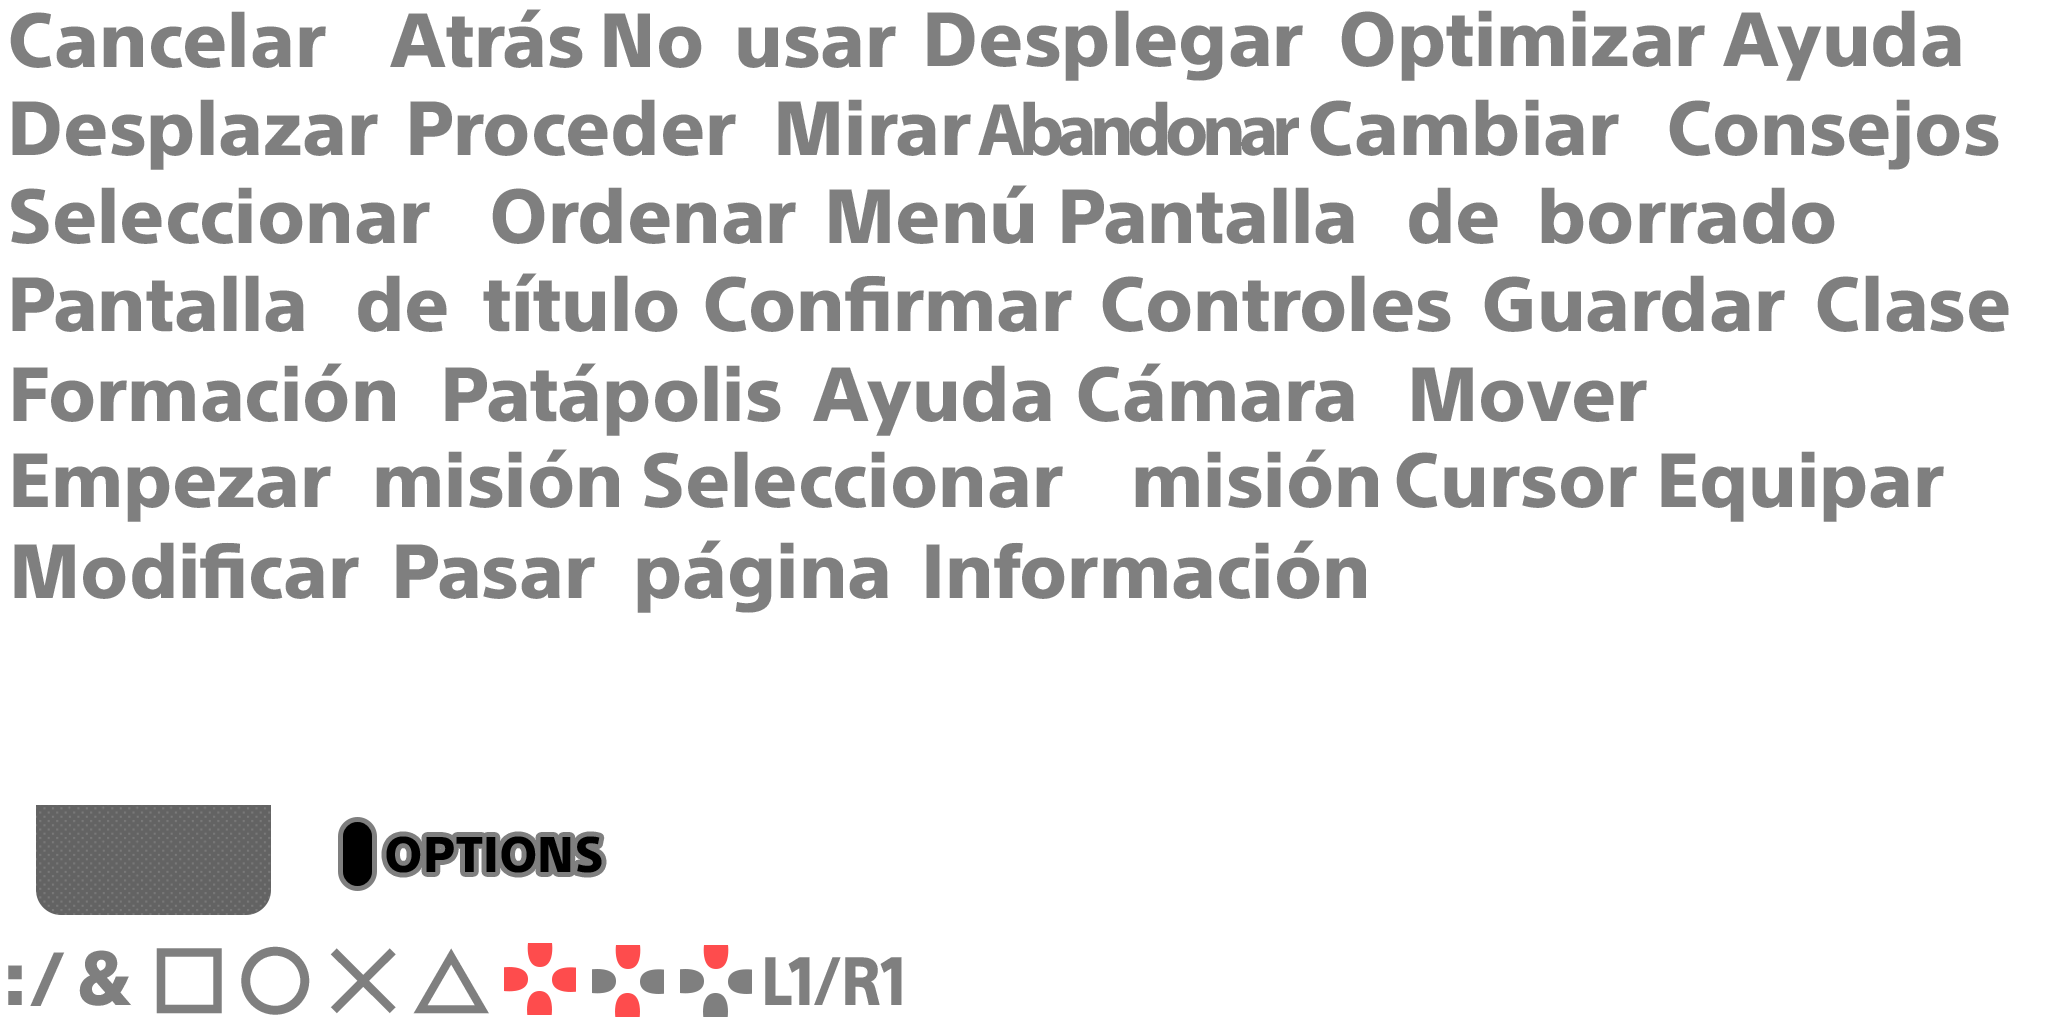 Cancelar Atrás No usar Desplegar Optimizar Ayuda
Desplazar Proceder Mirar Abandonar Cambiar Consejos
Seleccionar Ordenar Menú Pantalla de borrado
Pantalla de título Confirmar Controles Guardar Clase
Formación Patápolis Ayuda Cámara Mover
Empezar misión Seleccionar misión Cursor Equipar
Modificar Pasar página Información
OPTIONS
:/ & L1/R1